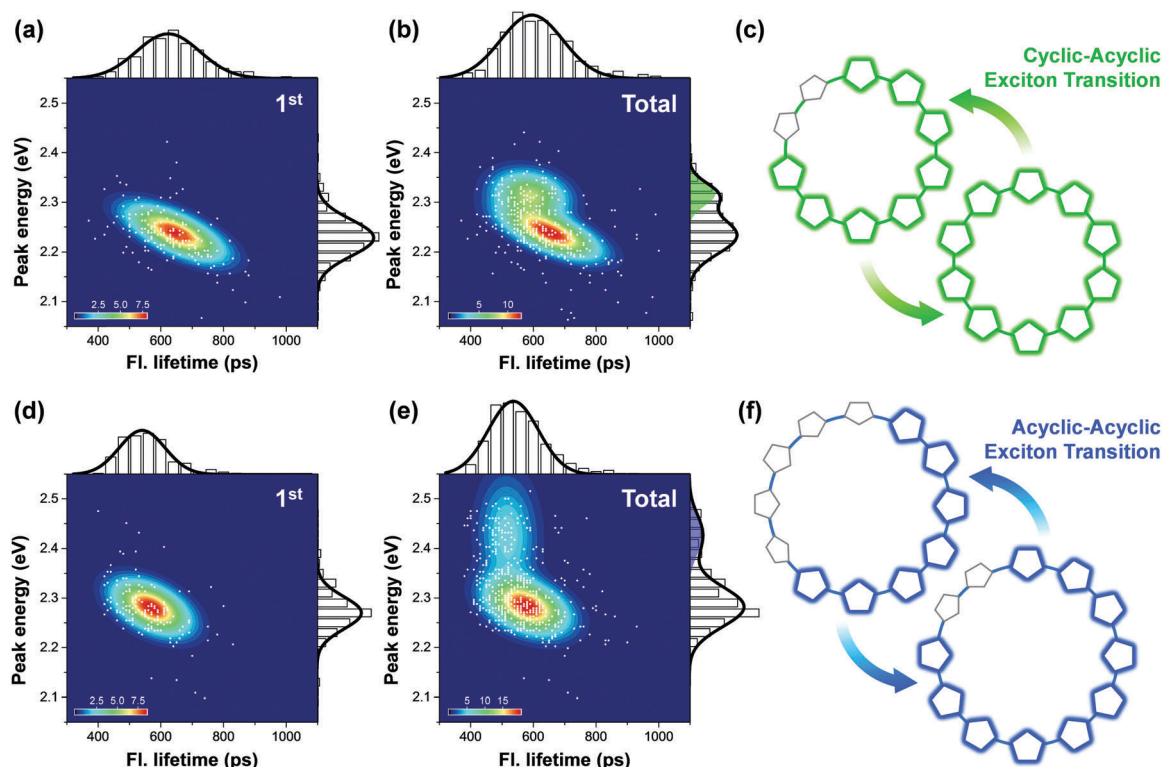 (a)
1st
Peak energy (eV)
2.5
2.4
2.3
2.2
2.1
2.5 5.0 7.5
400 600 800 1000
Fl. lifetime (ps)
(b)
Total
Peak energy (eV)
2.5
2.4
2.3
2.2
2.1
5 10
400 600 800 1000
Fl. lifetime (ps)
(c)
Cyclic-Acyclic
Exciton Transition
(d)
1st
Peak energy (eV)
2.5
2.4
2.3
2.2
2.1
2.5 5.0 7.5
400 600 800 1000
Fl. lifetime (ps)
(e)
Total
Peak energy (eV)
2.5
2.4
2.3
2.2
2.1
5 10 15
400 600 800 1000
Fl. lifetime (ps)
(f)
Acyclic-Acyclic
Exciton Transition